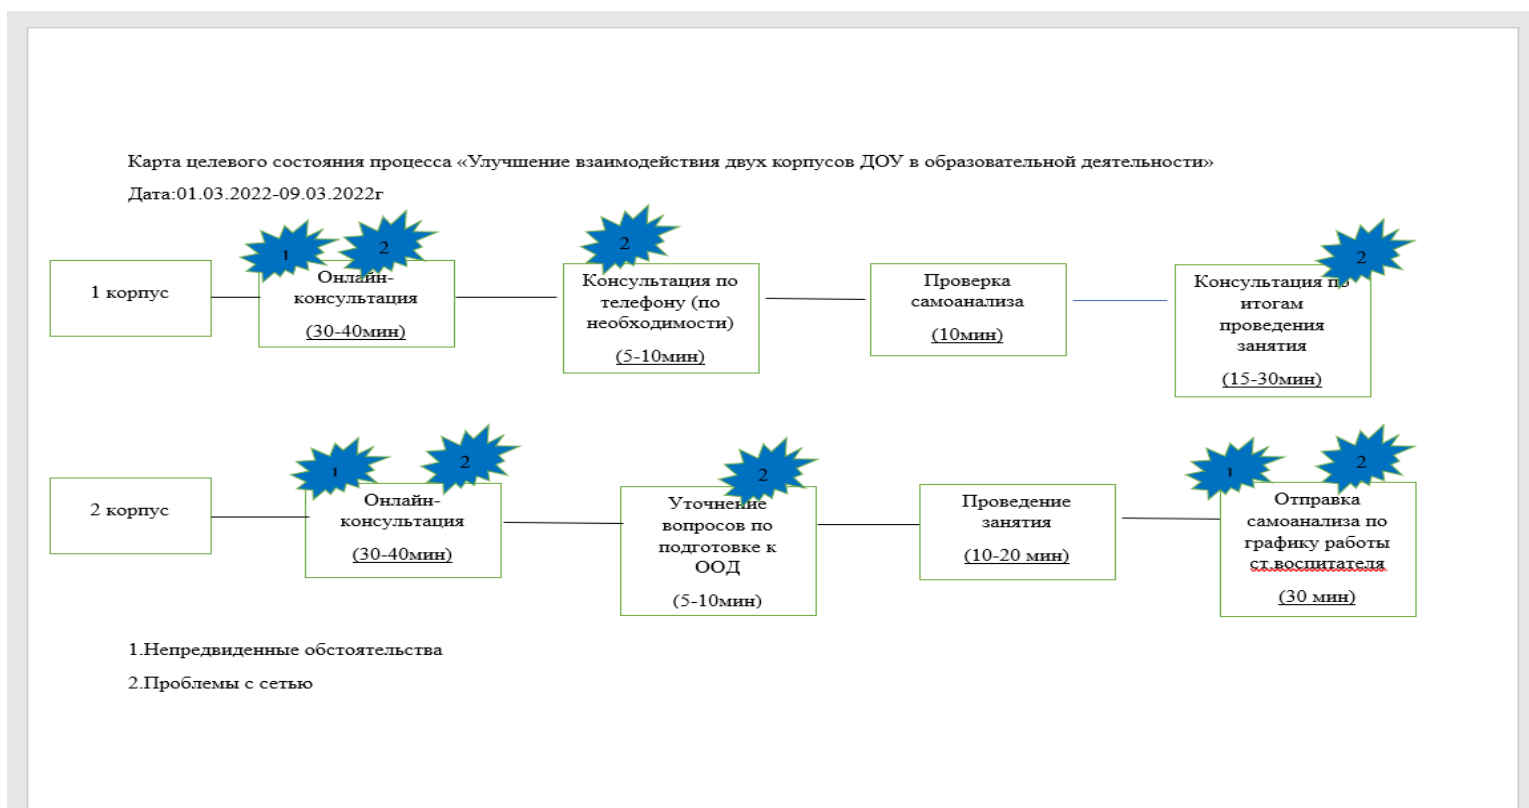 Карта целевого состояния процесса «Улучшение взаимодействия двух корпусов ДОУ в образовательной деятельности»
Дата:01.03.2022-09.03.2022г
1 корпус
1
2
Онлайн-
консультация
(30-40мин)
2
Консультация по
телефону (по
необходимости)
(5-10мин)
Проверка
самоанализа
(10мин)
2
Консультация по
итогам
проведения
занятия
(15-30мин)
2 корпус
1
2
Онлайн-
консультация
(30-40мин)
2
Уточнение
вопросов по
подготовке к
ООД
(5-10мин)
Проведение
занятия
(10-20 мин)
1
2
Отправка
самоанализа по
графику работы
ст.воспитателя
(30 мин)
1.Непредвиденные обстоятельства
2.Проблемы с сетью